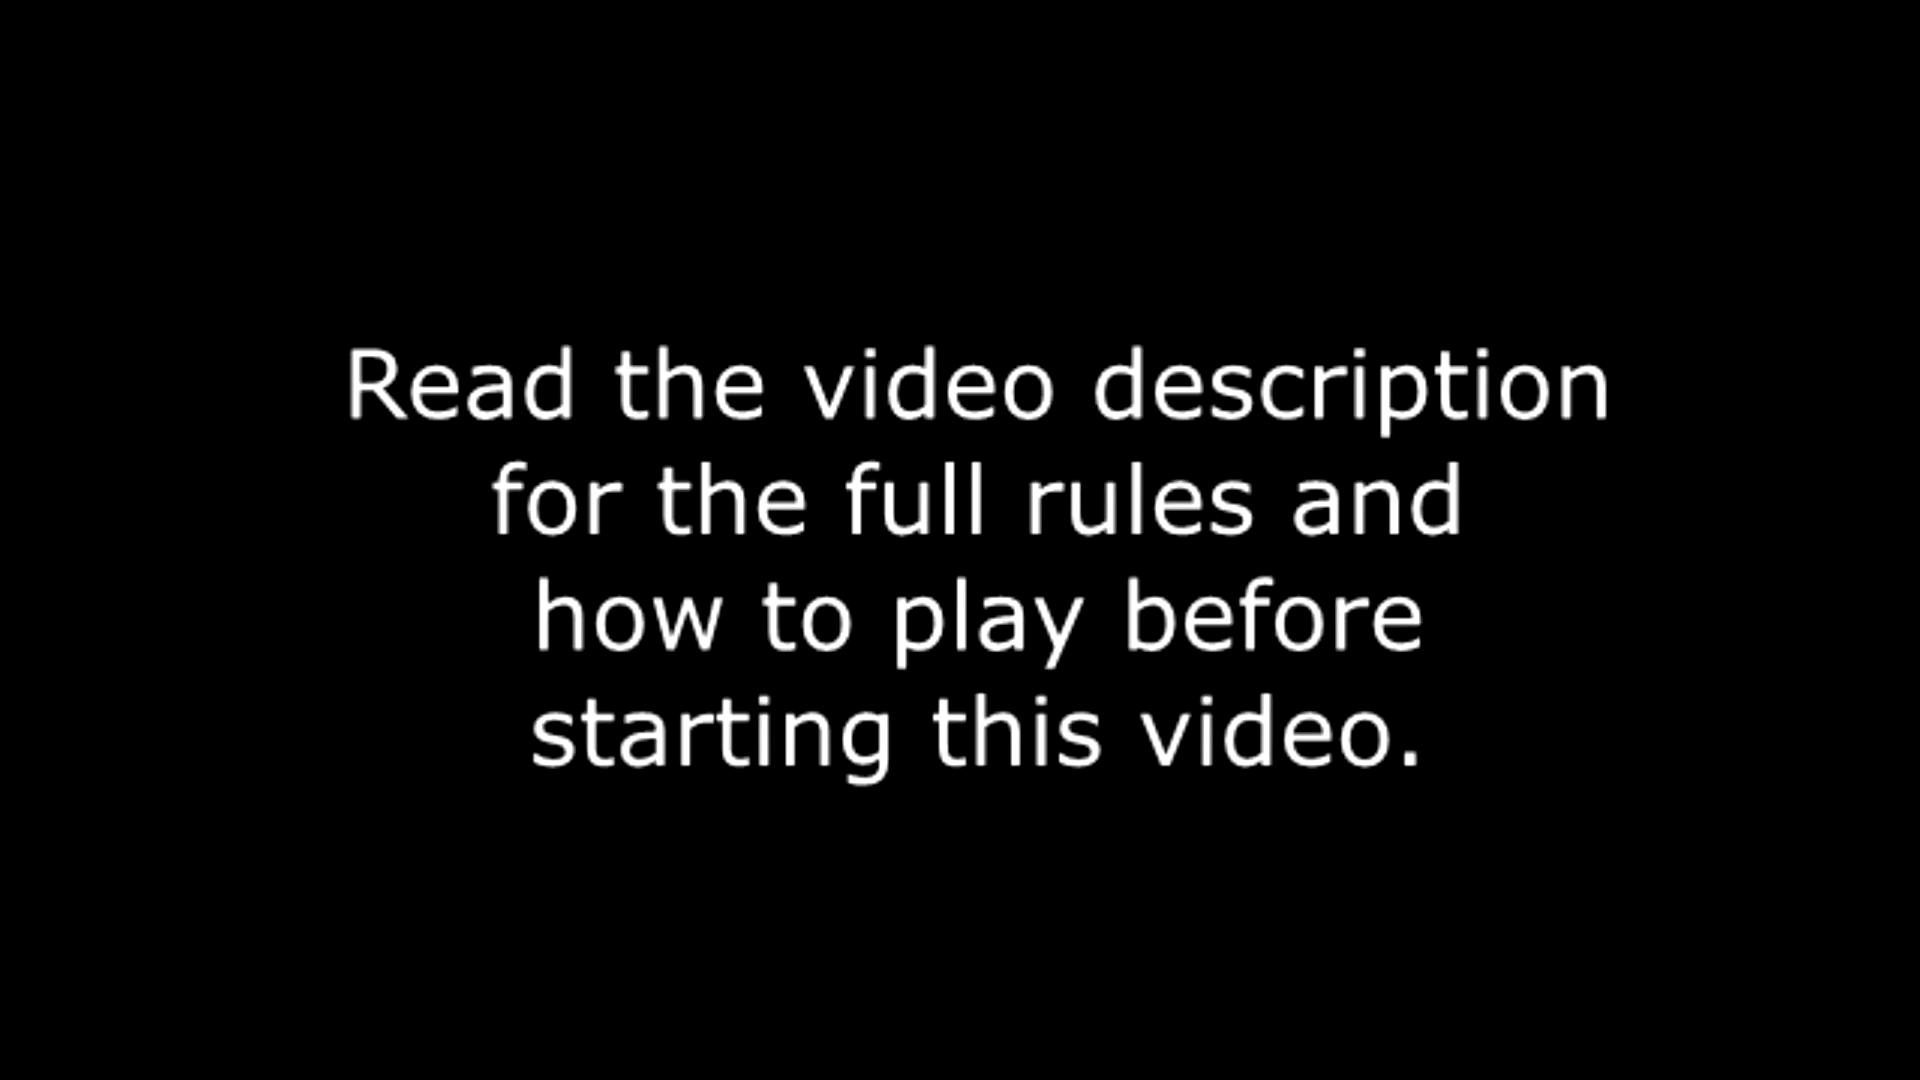 Read the video description
for the full rules and
how to play before
starting this video.